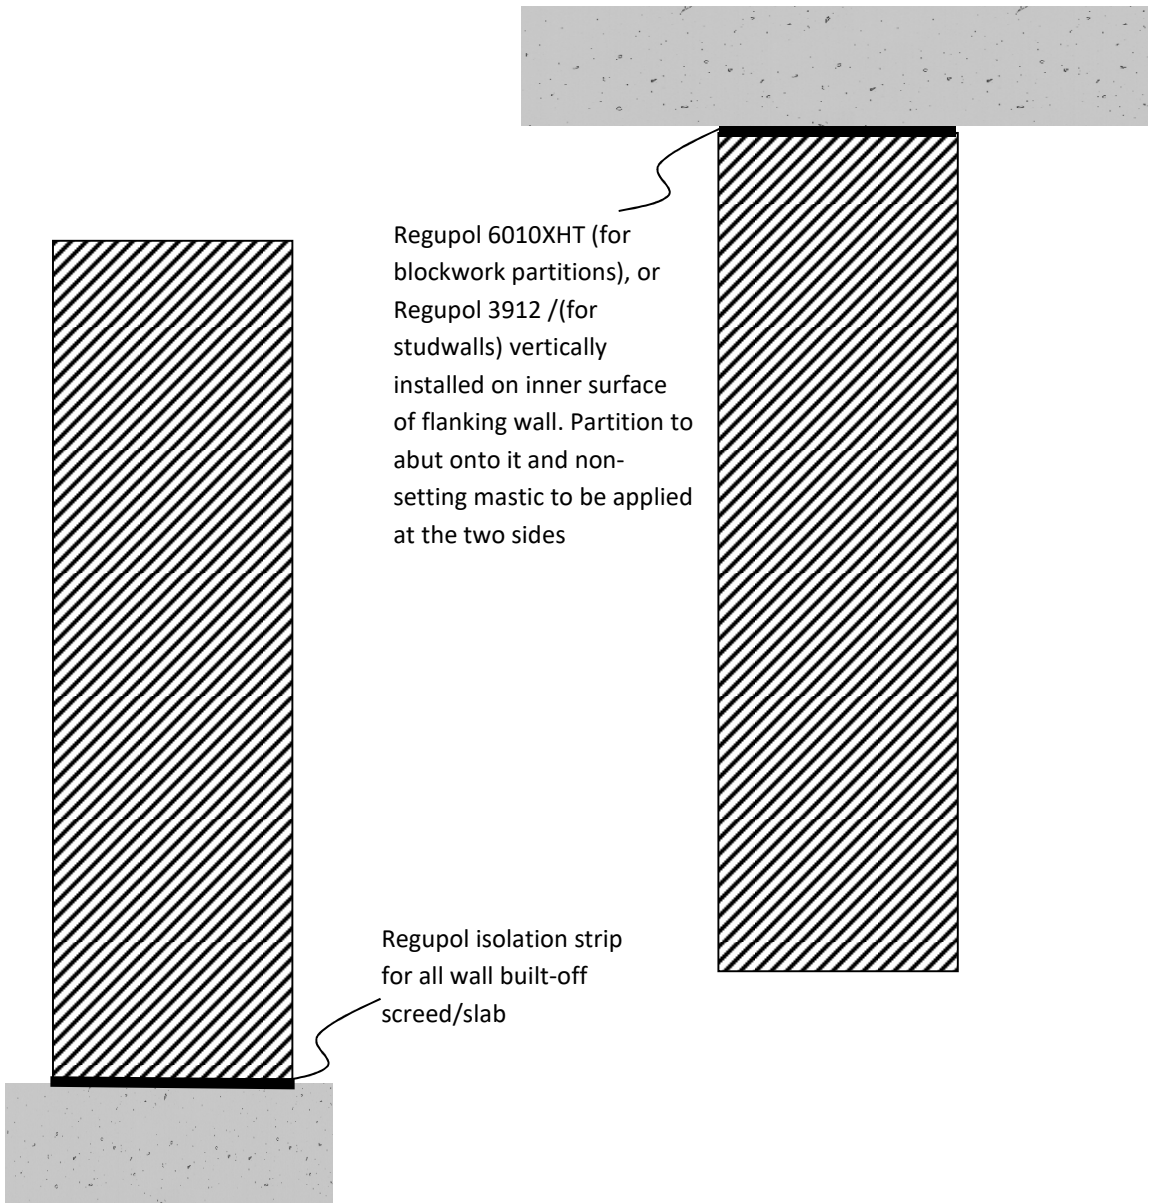 Regupol 6010XHT (for
blockwork partitions), or
Regupol 3912 /(for
studwalls) vertically
installed on inner surface
of flanking wall. Partition to
abut onto it and non-
setting mastic to be applied
at the two sides
Regupol isolation strip
for all wall built-off
screed/slab